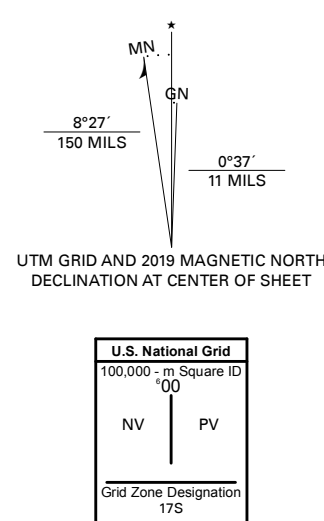 ★
MN
GN
8°27´
150 MILS
0°37´
11 MILS
UTM GRID AND 2019 MAGNETIC NORTH
DECLINATION AT CENTER OF SHEET
U.S. National Grid
100,000 - m Square ID
⁶00
NV PV
Grid Zone Designation
17S